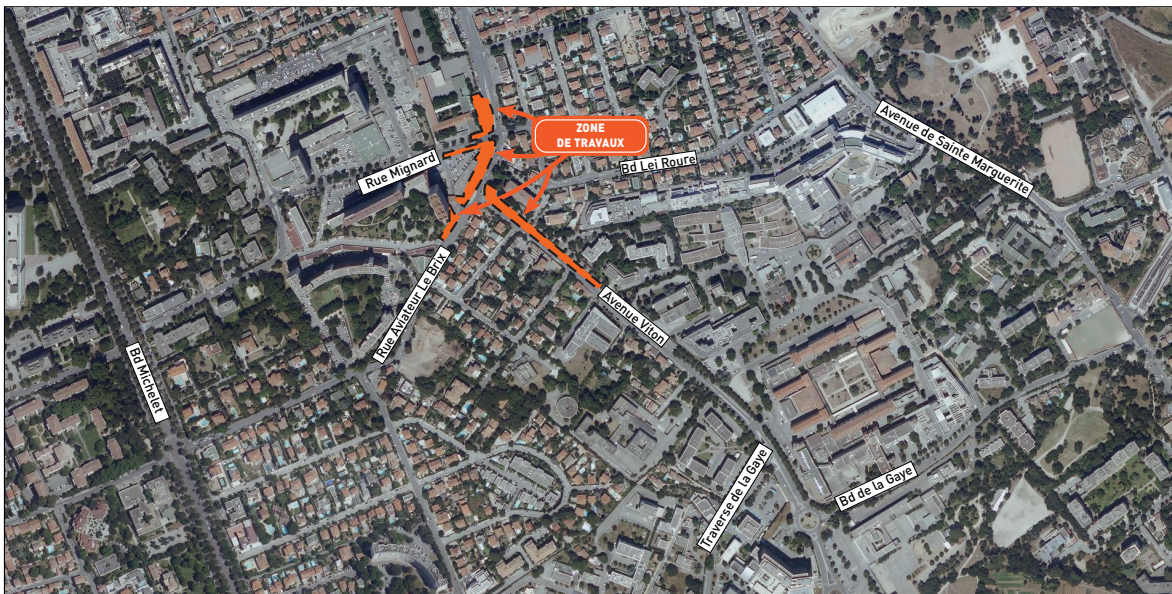 ZONE
DE TRAVAUX
Avenue de Sainte Marguerite
Rue Mignard
Bd Lei Roure
Rue Aviateur Le Brix
Avenue Viton
Bd Michelet
Traverse de la Gaye
Bd de la Gaye